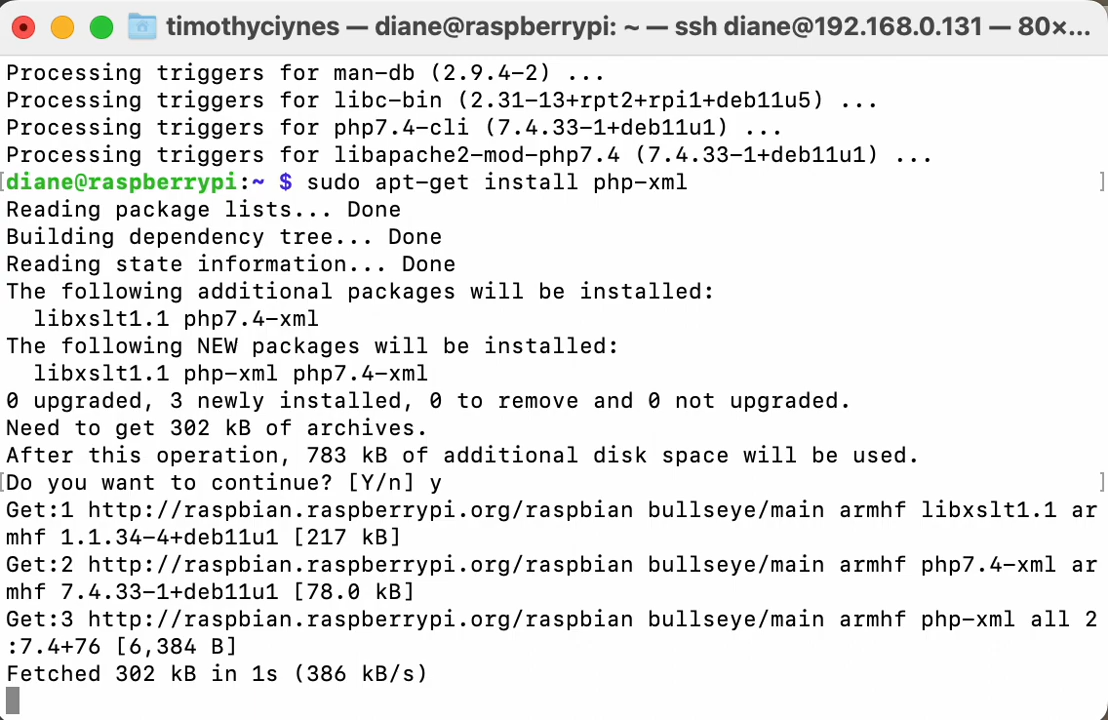 timothyciynes — diane@raspberrypi: ~ — ssh diane@192.168.0.131 — 80×...
Processing triggers for man-db (2.9.4-2) ...
Processing triggers for libc-bin (2.31-13+rpt2+rpi1+deb11u5) ...
Processing triggers for php7.4-cli (7.4.33-1+deb11u1) ...
Processing triggers for libapache2-mod-php7.4 (7.4.33-1+deb11u1) ...
[diane@raspberrypi:~ $ sudo apt-get install php-xml ]
Reading package lists... Done
Building dependency tree... Done
Reading state information... Done
The following additional packages will be installed:
  libxslt1.1 php7.4-xml
The following NEW packages will be installed:
  libxslt1.1 php-xml php7.4-xml
0 upgraded, 3 newly installed, 0 to remove and 0 not upgraded.
Need to get 302 kB of archives.
After this operation, 783 kB of additional disk space will be used.
[Do you want to continue? [Y/n] y ]
Get:1 http://raspbian.raspberrypi.org/raspbian bullseye/main armhf libxslt1.1 ar
mhf 1.1.34-4+deb11u1 [217 kB]
Get:2 http://raspbian.raspberrypi.org/raspbian bullseye/main armhf php7.4-xml ar
mhf 7.4.33-1+deb11u1 [78.0 kB]
Get:3 http://raspbian.raspberrypi.org/raspbian bullseye/main armhf php-xml all 2
:7.4+76 [6,384 B]
Fetched 302 kB in 1s (386 kB/s)